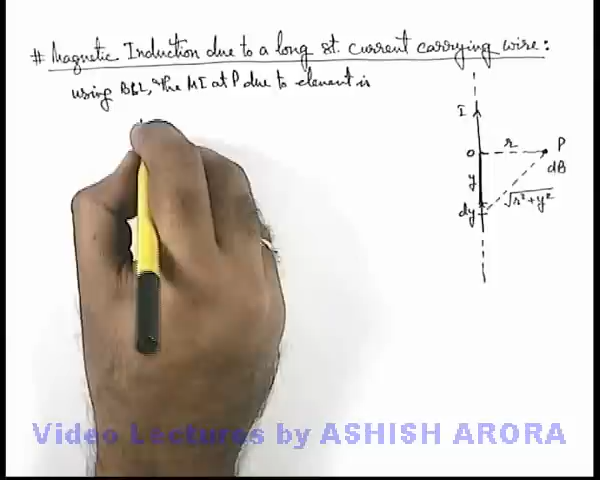 # Magnetic Induction due to a long st. current carrying wire:
using BSL, the MI at P due to element is
I
O r P
dB
y
√r²+y²
dy
Video Lectures by ASHISH ARORA